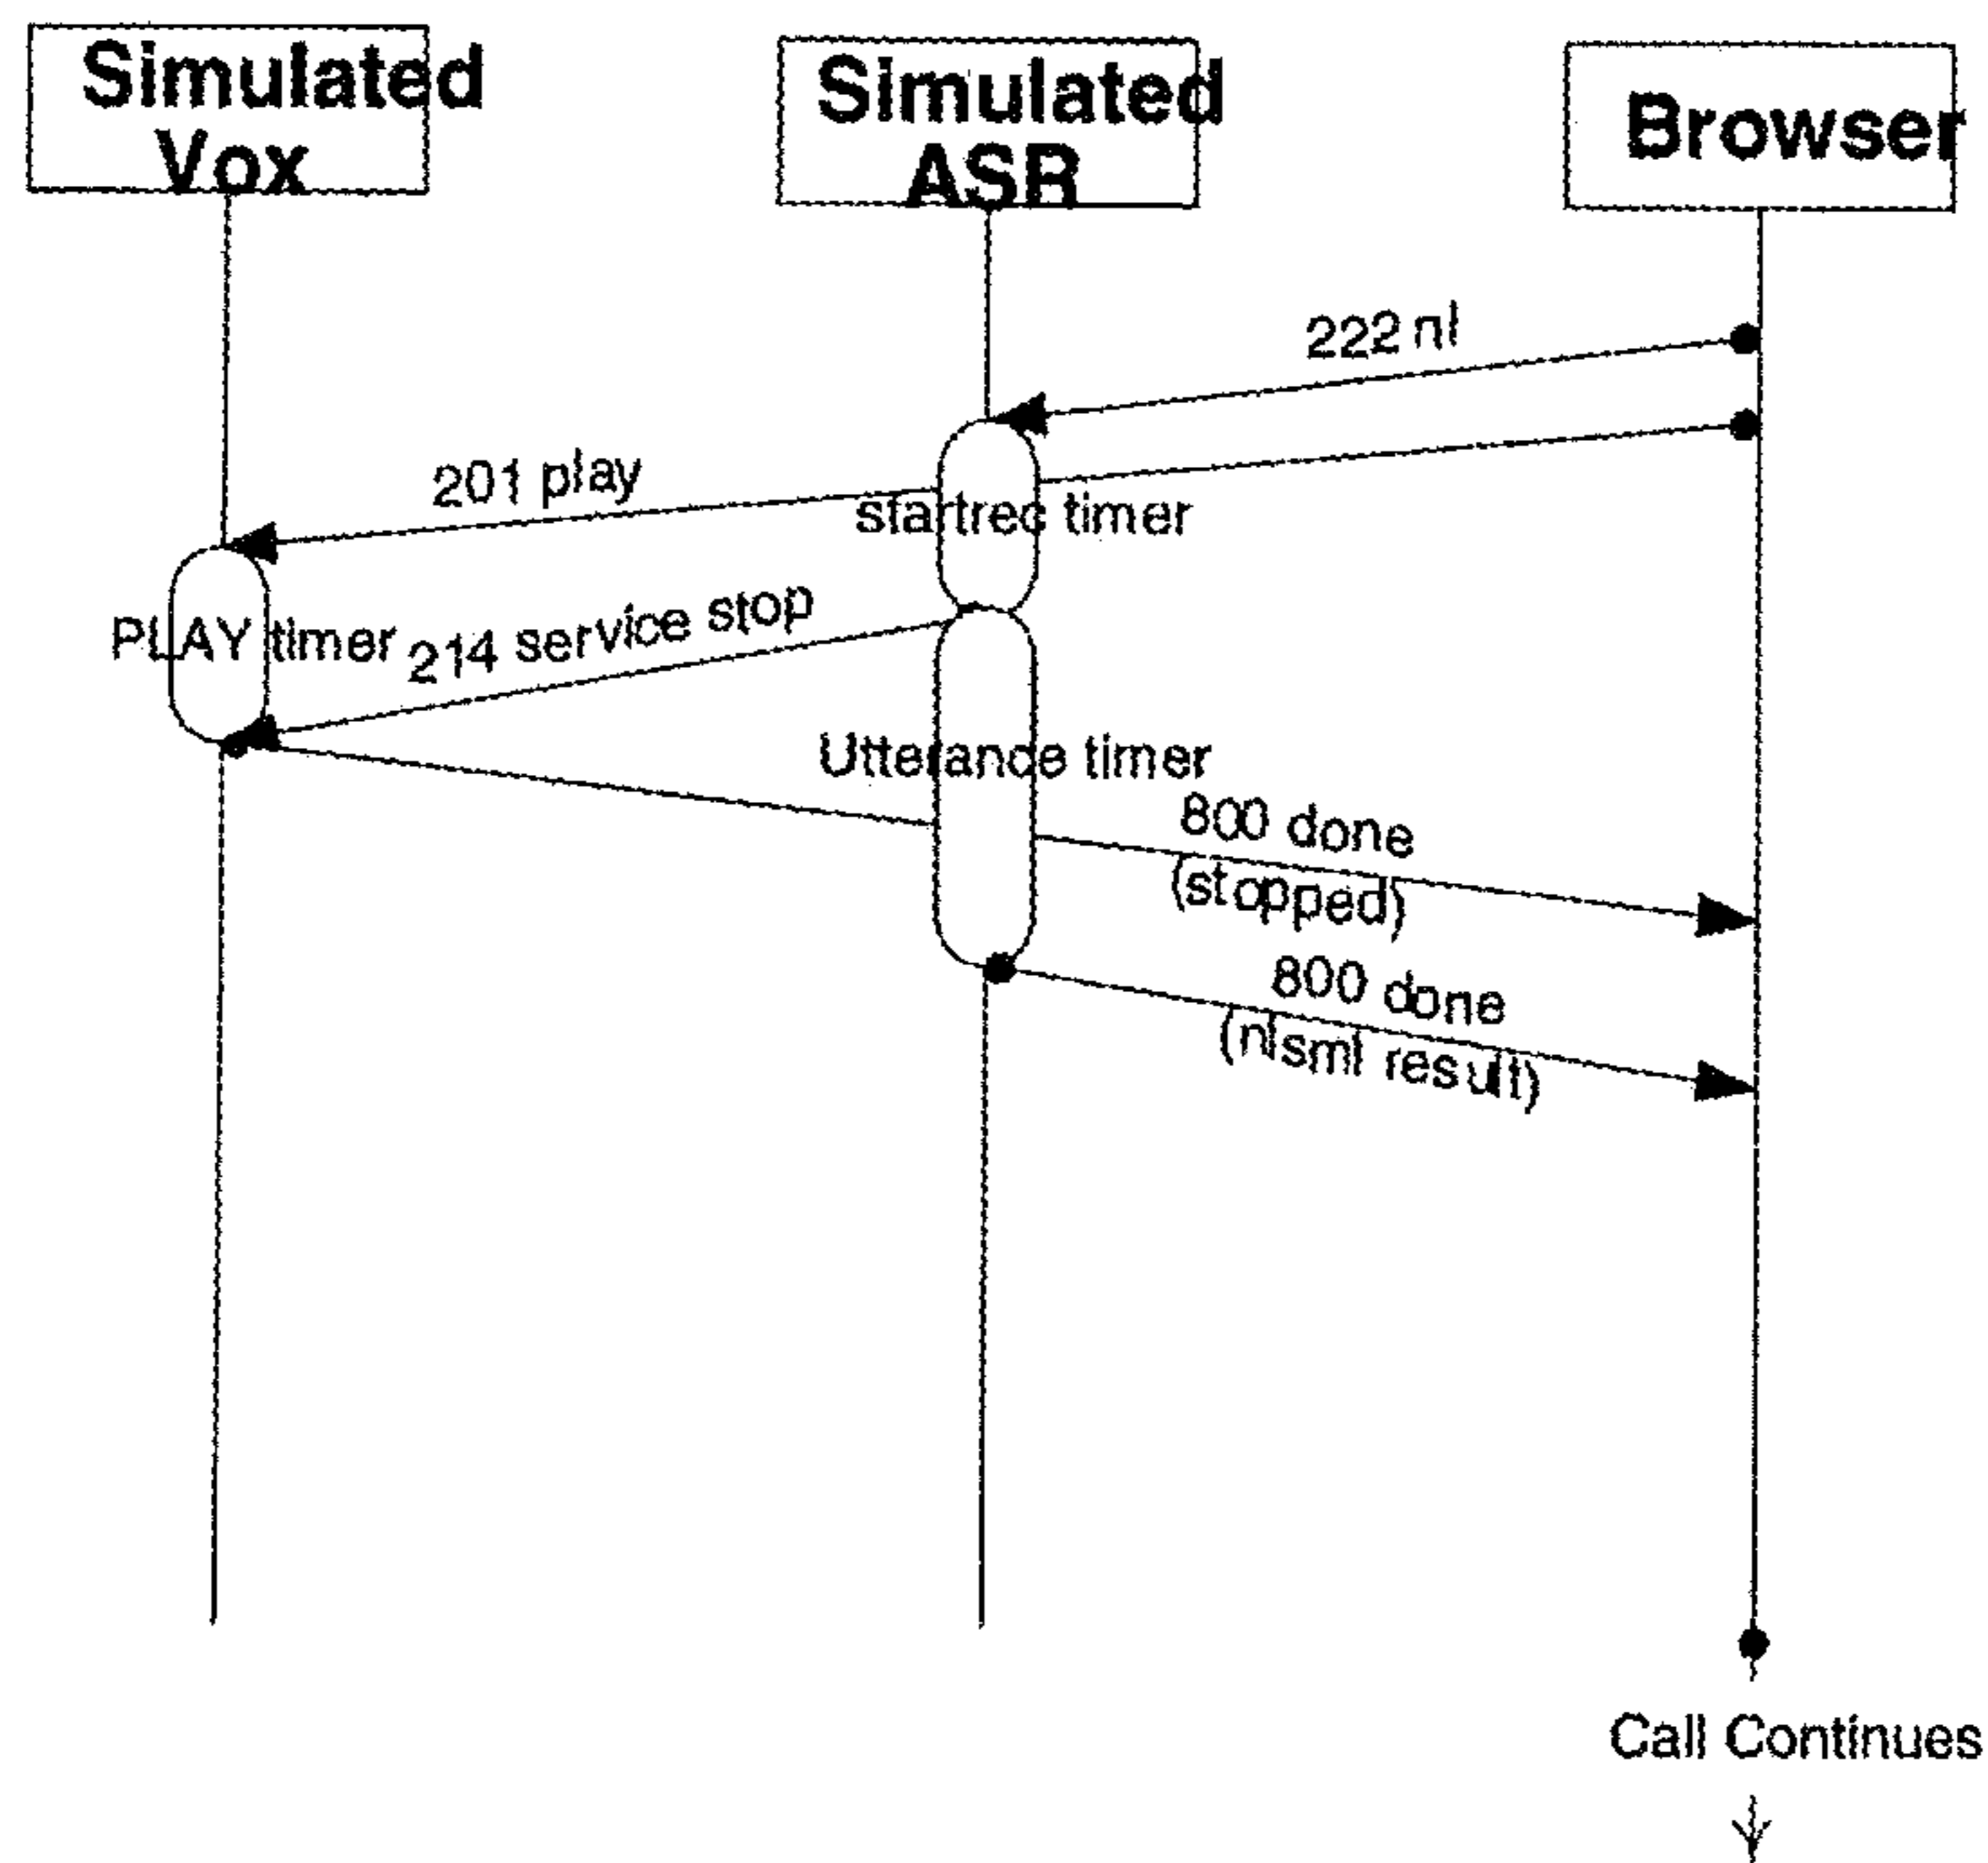 Simulated
Vox
Simulated
ASR
Browser
222 nl
201 play
startrec timer
PLAY timer
214 service stop
Utterance timer
800 done
(stopped)
800 done
(nlsml result)
Call Continues